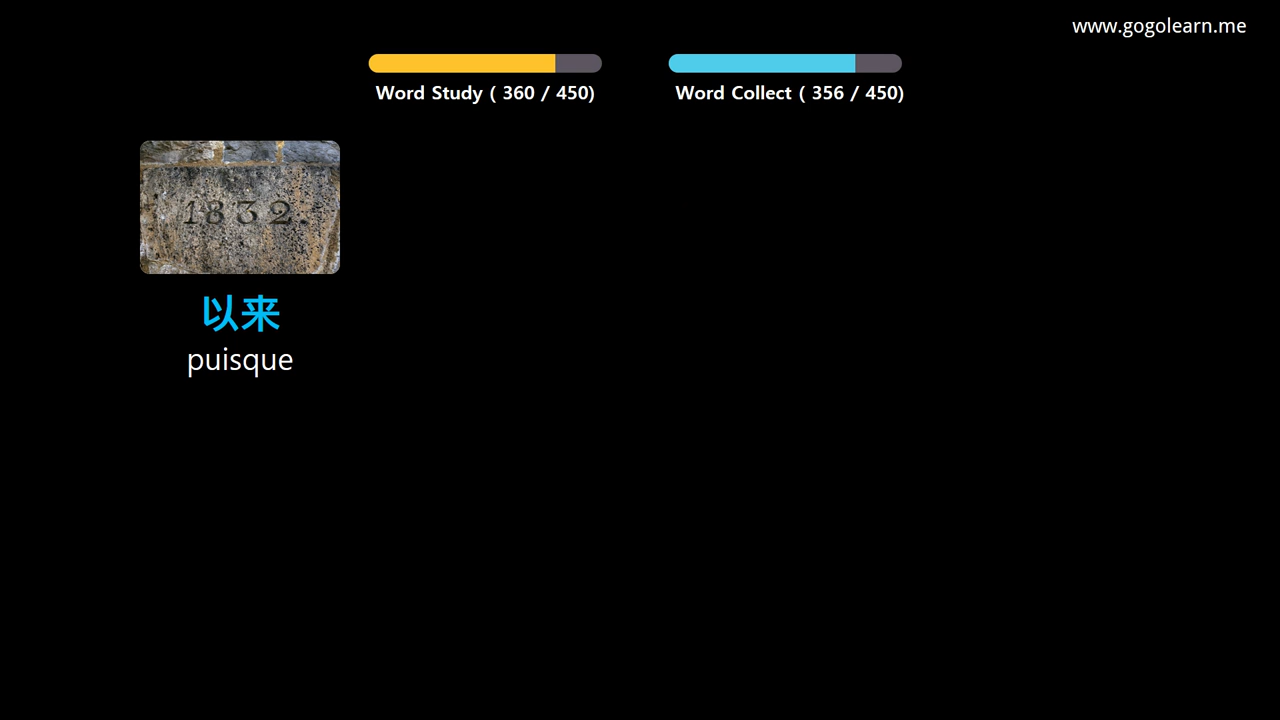 www.gogolearn.me
Word Study ( 360 / 450)
Word Collect ( 356 / 450)
1832.
以来
puisque